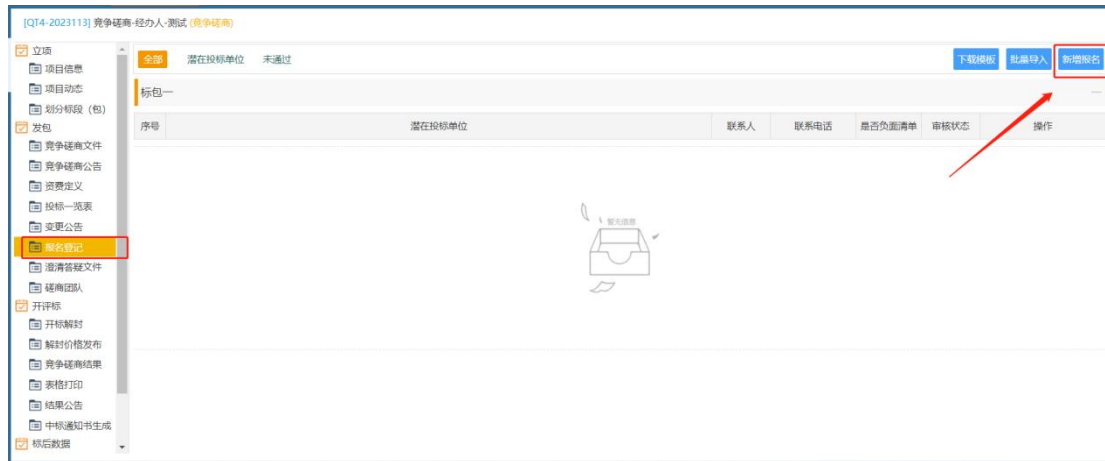 [QT4-2023113] 竞争磋商-经办人-测试 (竞争磋商)
立项
项目信息
项目动态
划分标段（包）
发包
竞争磋商文件
竞争磋商公告
资费定义
投标一览表
变更公告
报名登记
澄清答疑文件
磋商团队
开评标
开标解封
解封价格发布
竞争磋商结果
表格打印
结果公告
中标通知书生成
标后数据
全部 潜在投标单位 未通过 下载模板 批量导入 新增报名
标包一
序号 潜在投标单位 联系人 联系电话 是否负面清单 审核状态 操作
暂无信息